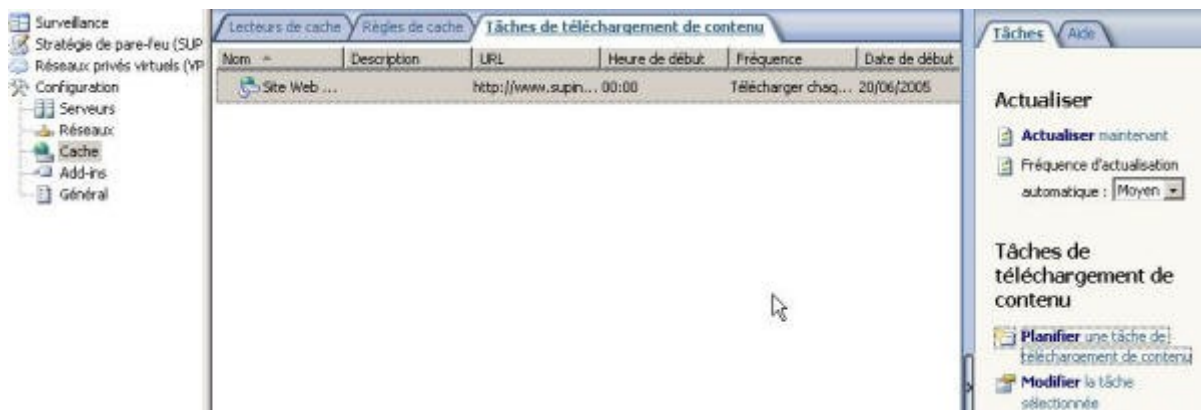 Surveillance
Stratégie de pare-feu (SUP
Réseaux privés virtuels (VP
Configuration
Serveurs
Réseaux
Cache
Add-ins
Général
Lecteurs de cache
Règles de cache
Tâches de téléchargement de contenu
Nom
Description
URL
Heure de début
Fréquence
Date de début
Site Web ...
http://www.supin...
00:00
Télécharger chaq...
20/06/2005
Tâches
Aide
Actualiser
Actualiser maintenant
Fréquence d'actualisation
automatique :
Moyen
Tâches de
téléchargement de
contenu
Planifier une tâche de
téléchargement de contenu
Modifier la tâche
sélectionnée